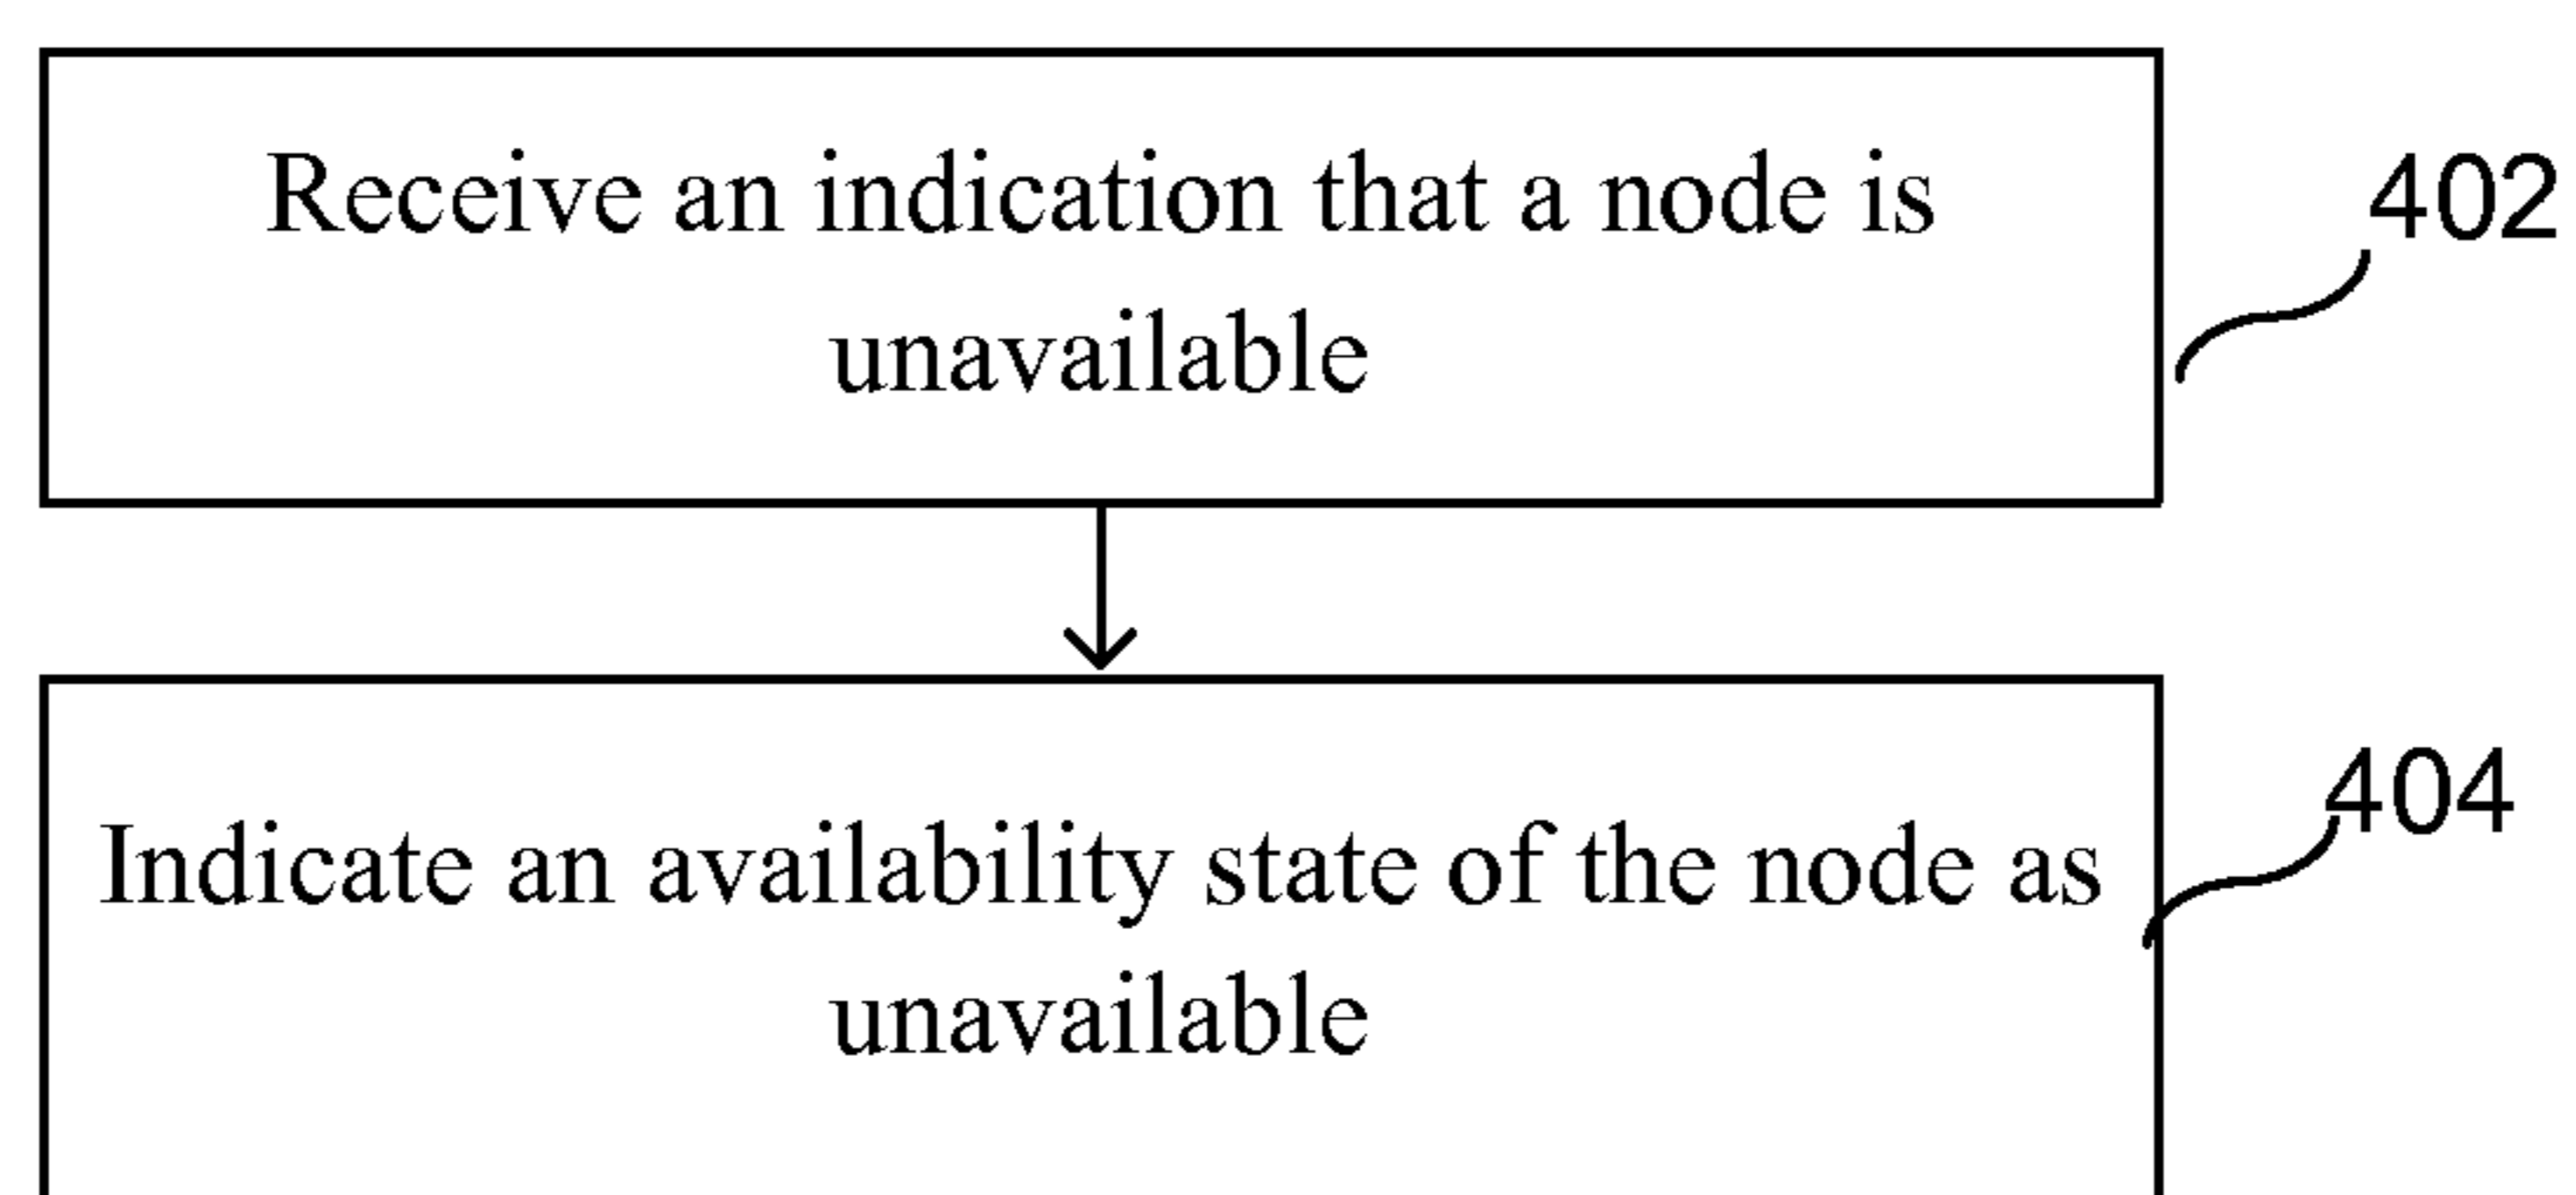 Receive an indication that a node is
unavailable
402
Indicate an availability state of the node as
unavailable
404